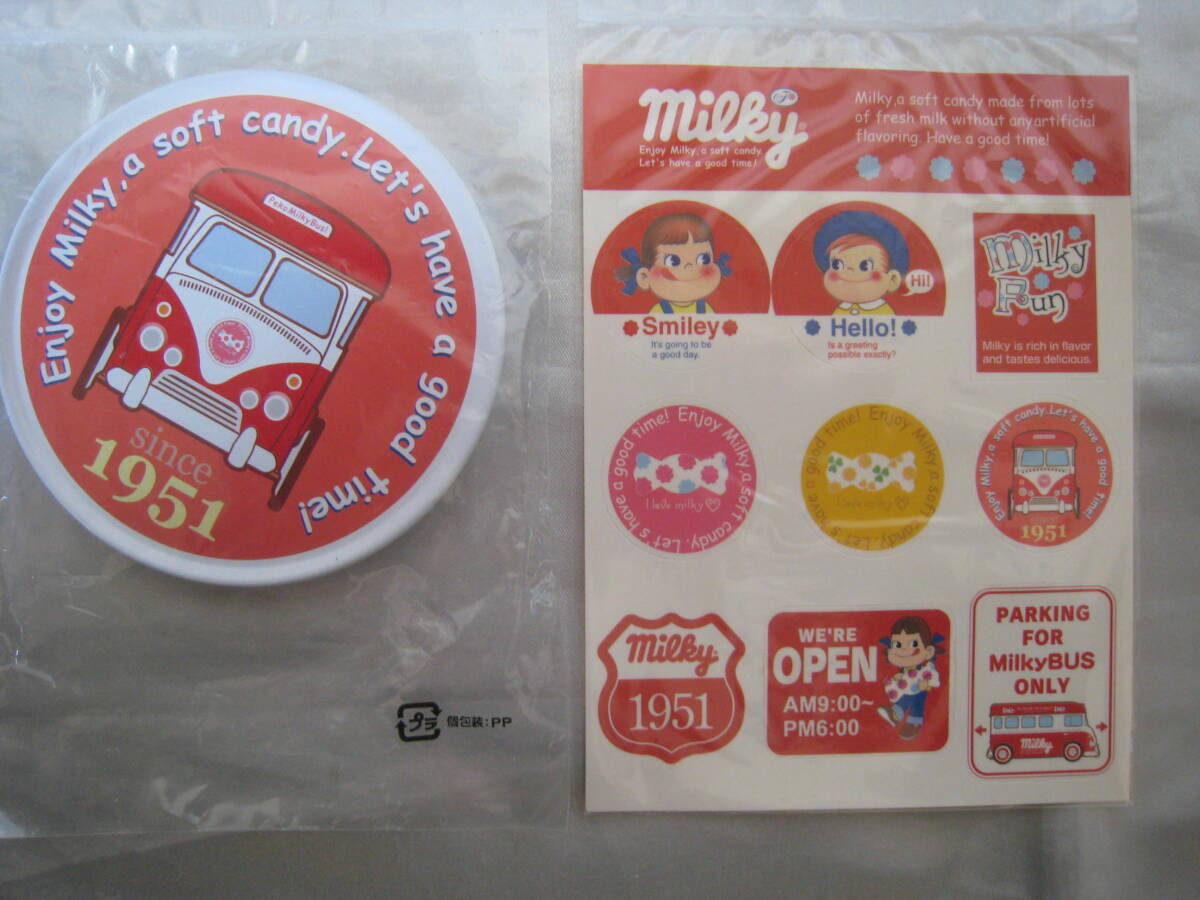 Enjoy Milky,a soft candy.Let's have a good time!
PekoMilkyBus!
since
1951
プラ
個包装:PP
milky
Enjoy Milky, a soft candy.
Let's have a good time!
Milky,a soft candy made from lots
of fresh milk without anyartificial
flavoring. Have a good time!
Smiley
It's going to be
a good day.
Hi!
Hello!
Is a greeting
possible exactly?
Milky
Fun
Milky is rich in flavor
and tastes delicious.
Enjoy Milky,a soft candy. Let's have a good time!
I love milky
Enjoy Milky,a soft candy. Let's have a good time!
I love milky
Enjoy Milky,a soft candy.Let's have a good time!
1951
milky
1951
WE'RE
OPEN
AM9:00~
PM6:00
PARKING
FOR
MilkyBUS
ONLY
milky